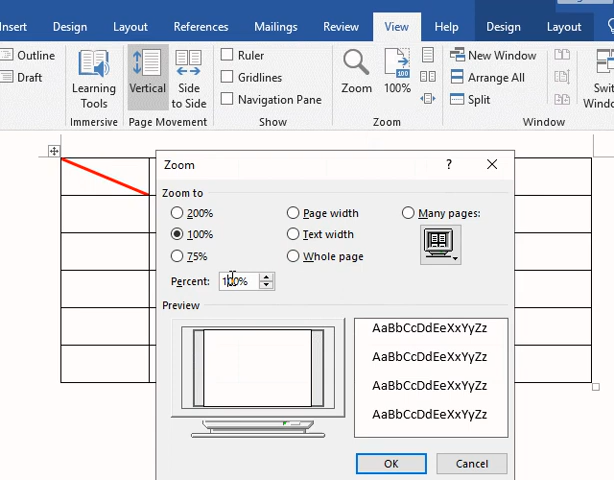 Insert Draw Design Layout References Mailings Review View Help Design Layout
Outline
Draft
Learning Tools
Immersive
Vertical
Side to Side
Page Movement
Ruler
Gridlines
Navigation Pane
Show
Zoom
100%
100
Zoom
New Window
Arrange All
Split
Window
Zoom
?
Zoom to
200%
100%
75%
Page width
Text width
Whole page
Many pages:
Percent: 100%
Preview
AaBbCcDdEeXxYyZz
AaBbCcDdEeXxYyZz
AaBbCcDdEeXxYyZz
AaBbCcDdEeXxYyZz
OK
Cancel